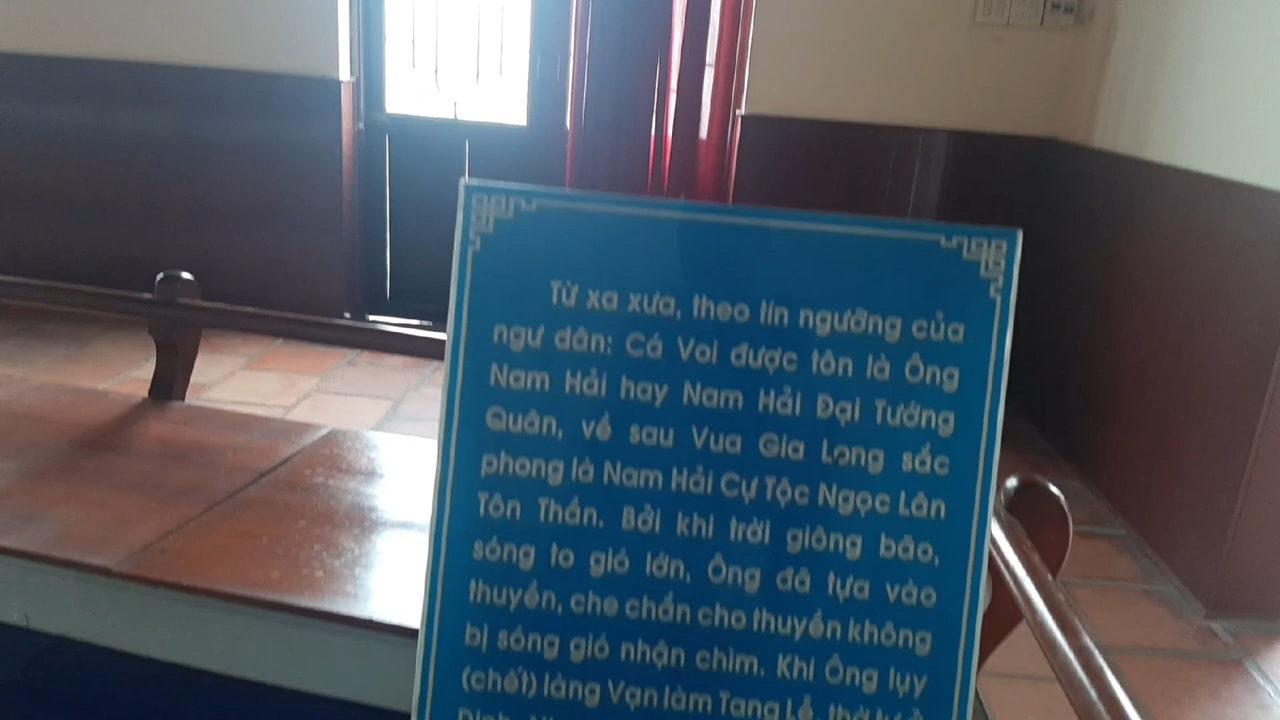 Từ xa xưa, theo tín ngưỡng của
ngư dân: Cá Voi được tôn là Ông
Nam Hải hay Nam Hải Đại Tướng
Quân, về sau Vua Gia Long sắc
phong là Nam Hải Cự Tộc Ngọc Lân
Tôn Thần. Bởi khi trời giông bão,
sóng to gió lớn, Ông đã tựa vào
thuyền, che chắn cho thuyền không
bị sóng gió nhận chìm. Khi Ông lụy
(chết) làng Vạn làm Tang Lễ, thờ